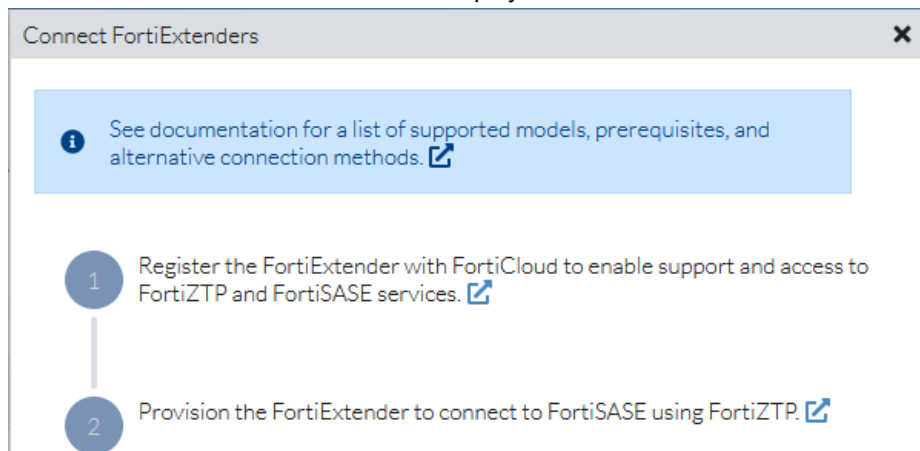 Connect FortiExtenders
See documentation for a list of supported models, prerequisites, and
alternative connection methods.
1
Register the FortiExtender with FortiCloud to enable support and access to
FortiZTP and FortiSASE services.
2
Provision the FortiExtender to connect to FortiSASE using FortiZTP.